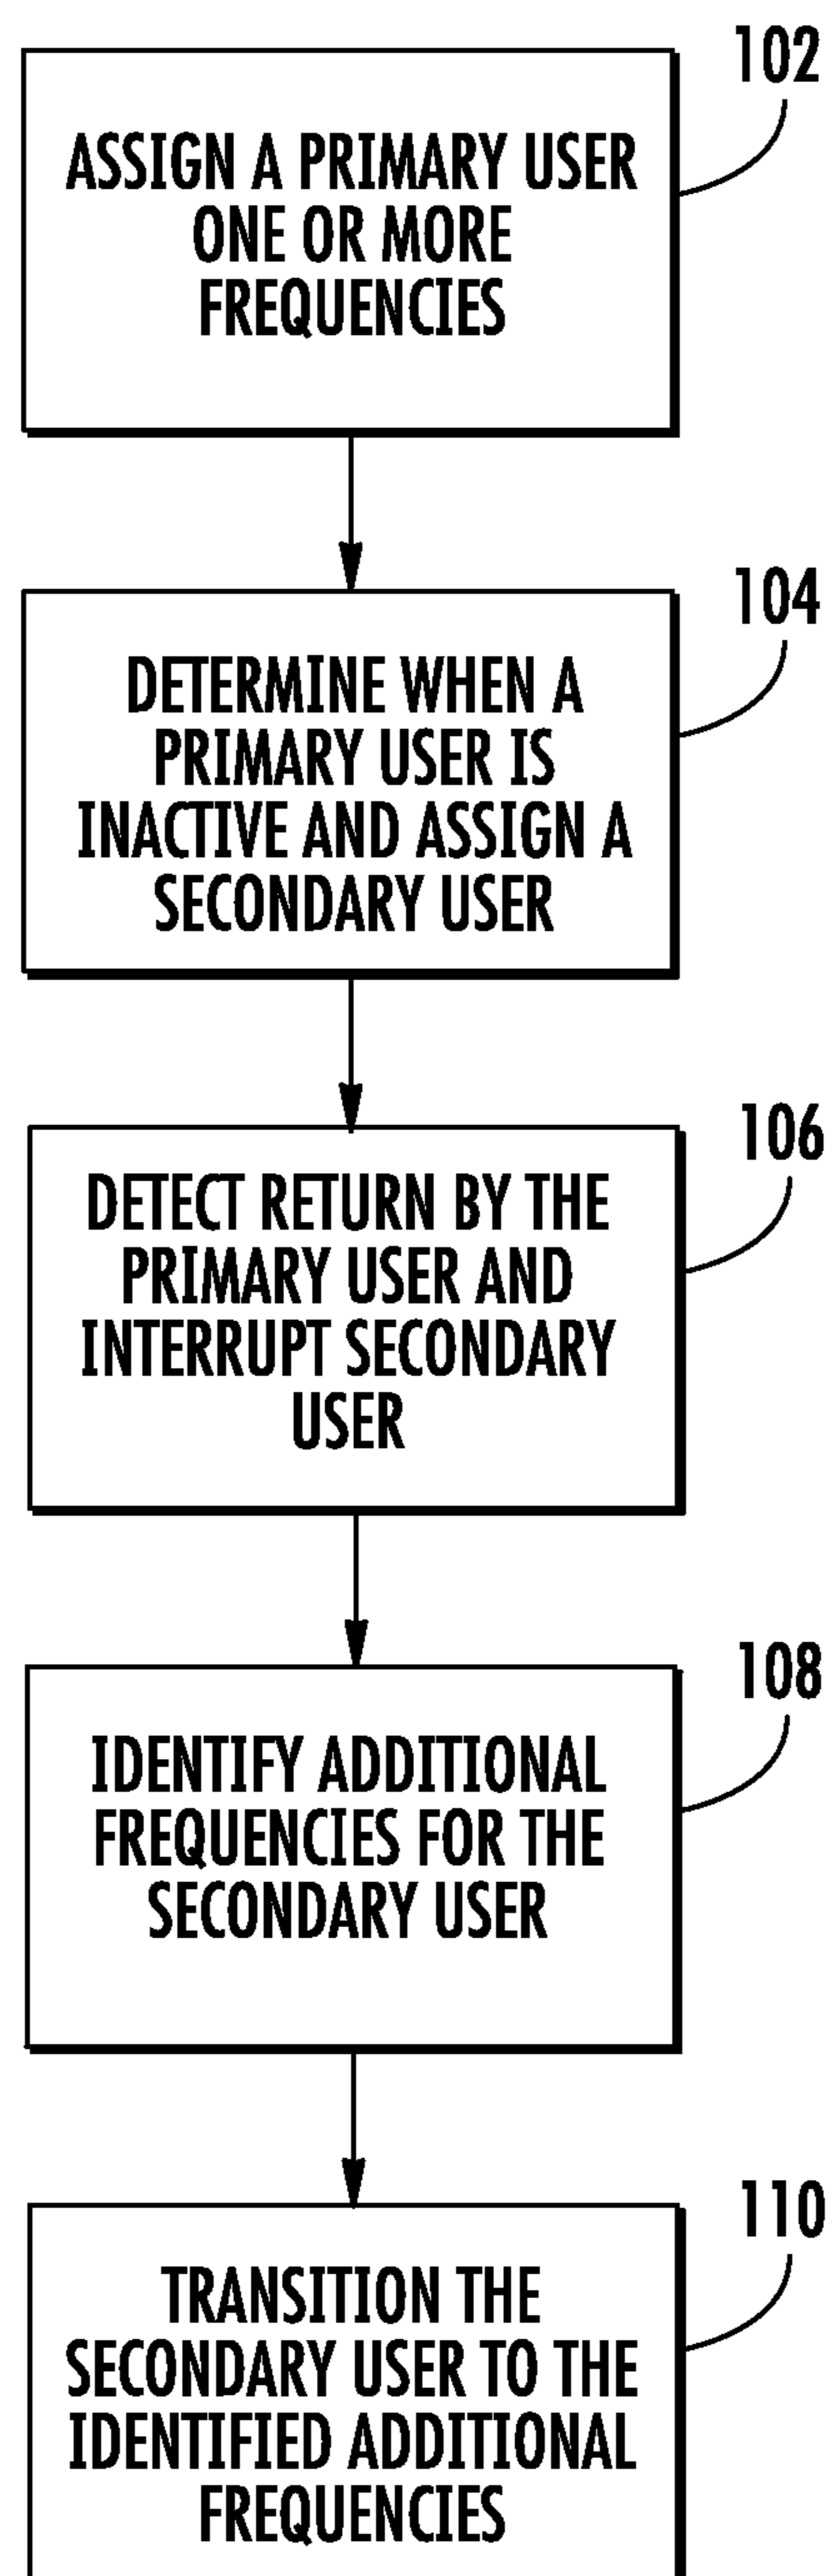 102
ASSIGN A PRIMARY USER
ONE OR MORE
FREQUENCIES
104
DETERMINE WHEN A
PRIMARY USER IS
INACTIVE AND ASSIGN A
SECONDARY USER
106
DETECT RETURN BY THE
PRIMARY USER AND
INTERRUPT SECONDARY
USER
108
IDENTIFY ADDITIONAL
FREQUENCIES FOR THE
SECONDARY USER
110
TRANSITION THE
SECONDARY USER TO THE
IDENTIFIED ADDITIONAL
FREQUENCIES